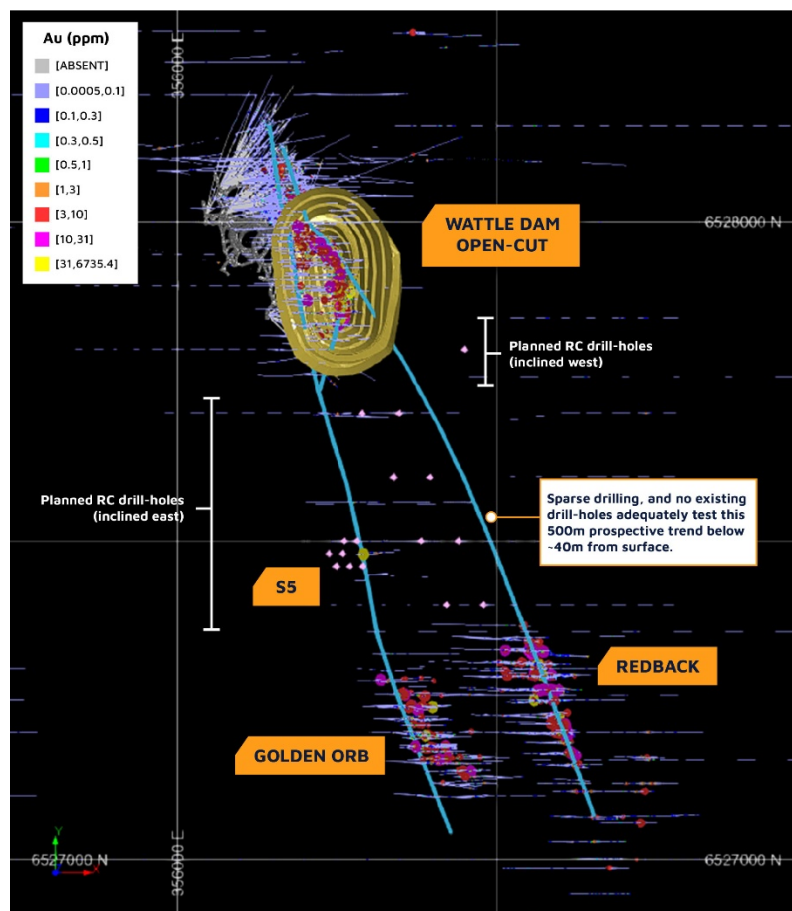 Au (ppm)
[ABSENT]
[0.0005,0.1]
[0.1,0.3]
[0.3,0.5]
[0.5,1]
[1,3]
[3,10]
[10,31]
[31,6735.4]
356000 E
6528000 N
WATTLE DAM
OPEN-CUT
Planned RC drill-holes
(inclined west)
Planned RC drill-holes
(inclined east)
Sparse drilling, and no existing
drill-holes adequately test this
500m prospective trend below
~40m from surface.
S5
REDBACK
GOLDEN ORB
Y
X
6527000 N
356000 E
6527000 N